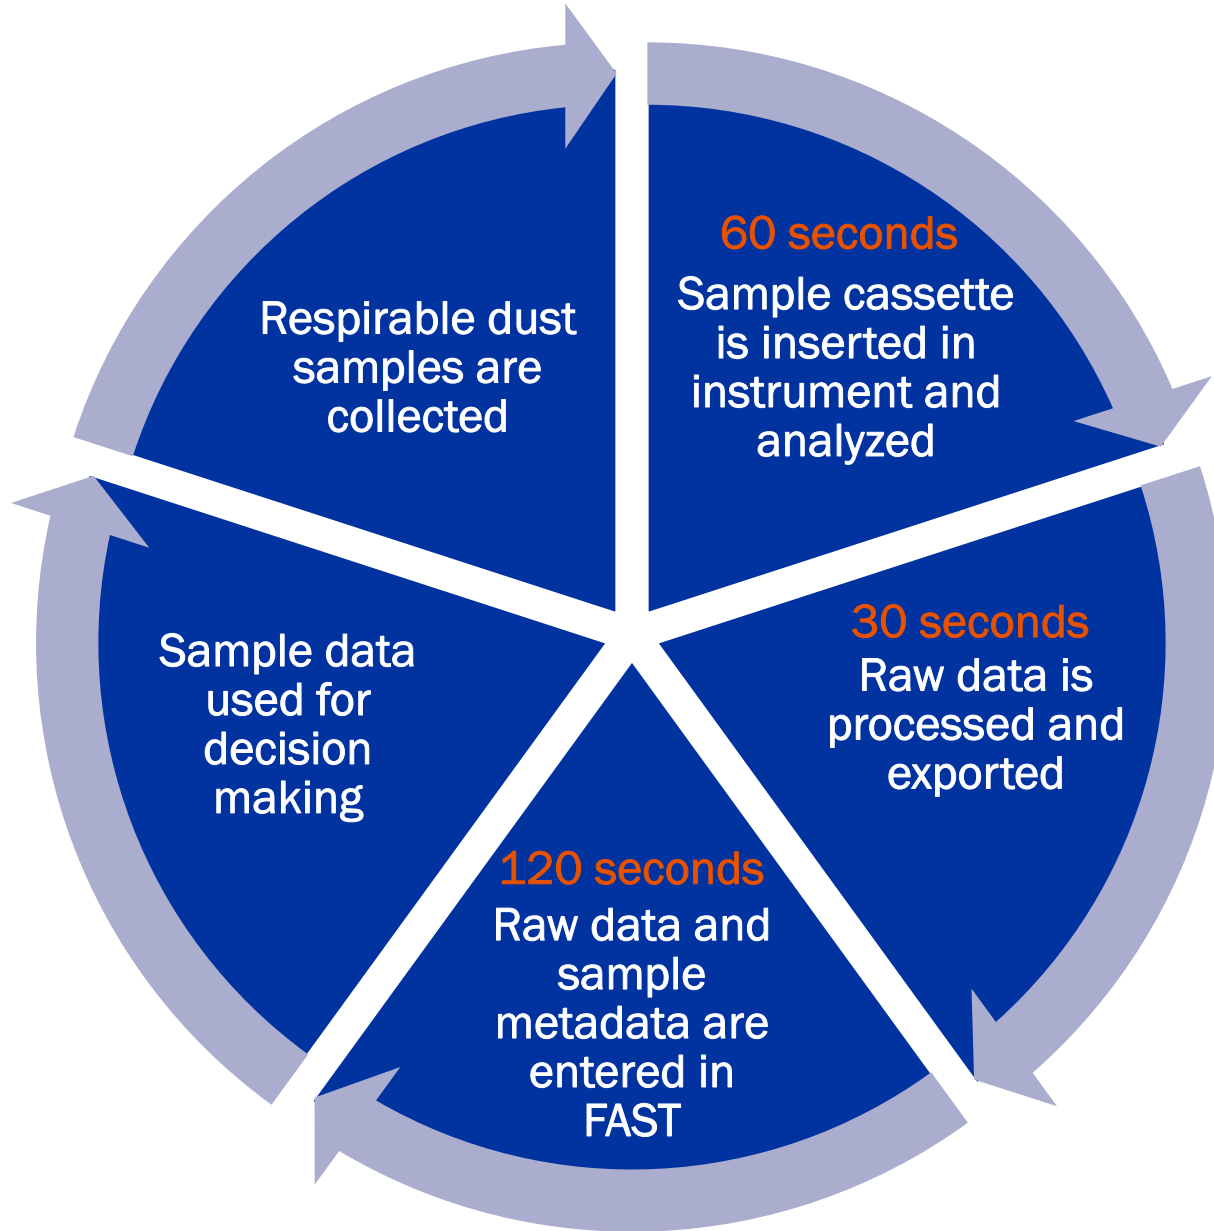 Respirable dust
samples are
collected
60 seconds
Sample cassette
is inserted in
instrument and
analyzed
30 seconds
Raw data is
processed and
exported
120 seconds
Raw data and
sample
metadata are
entered in
FAST
Sample data
used for
decision
making